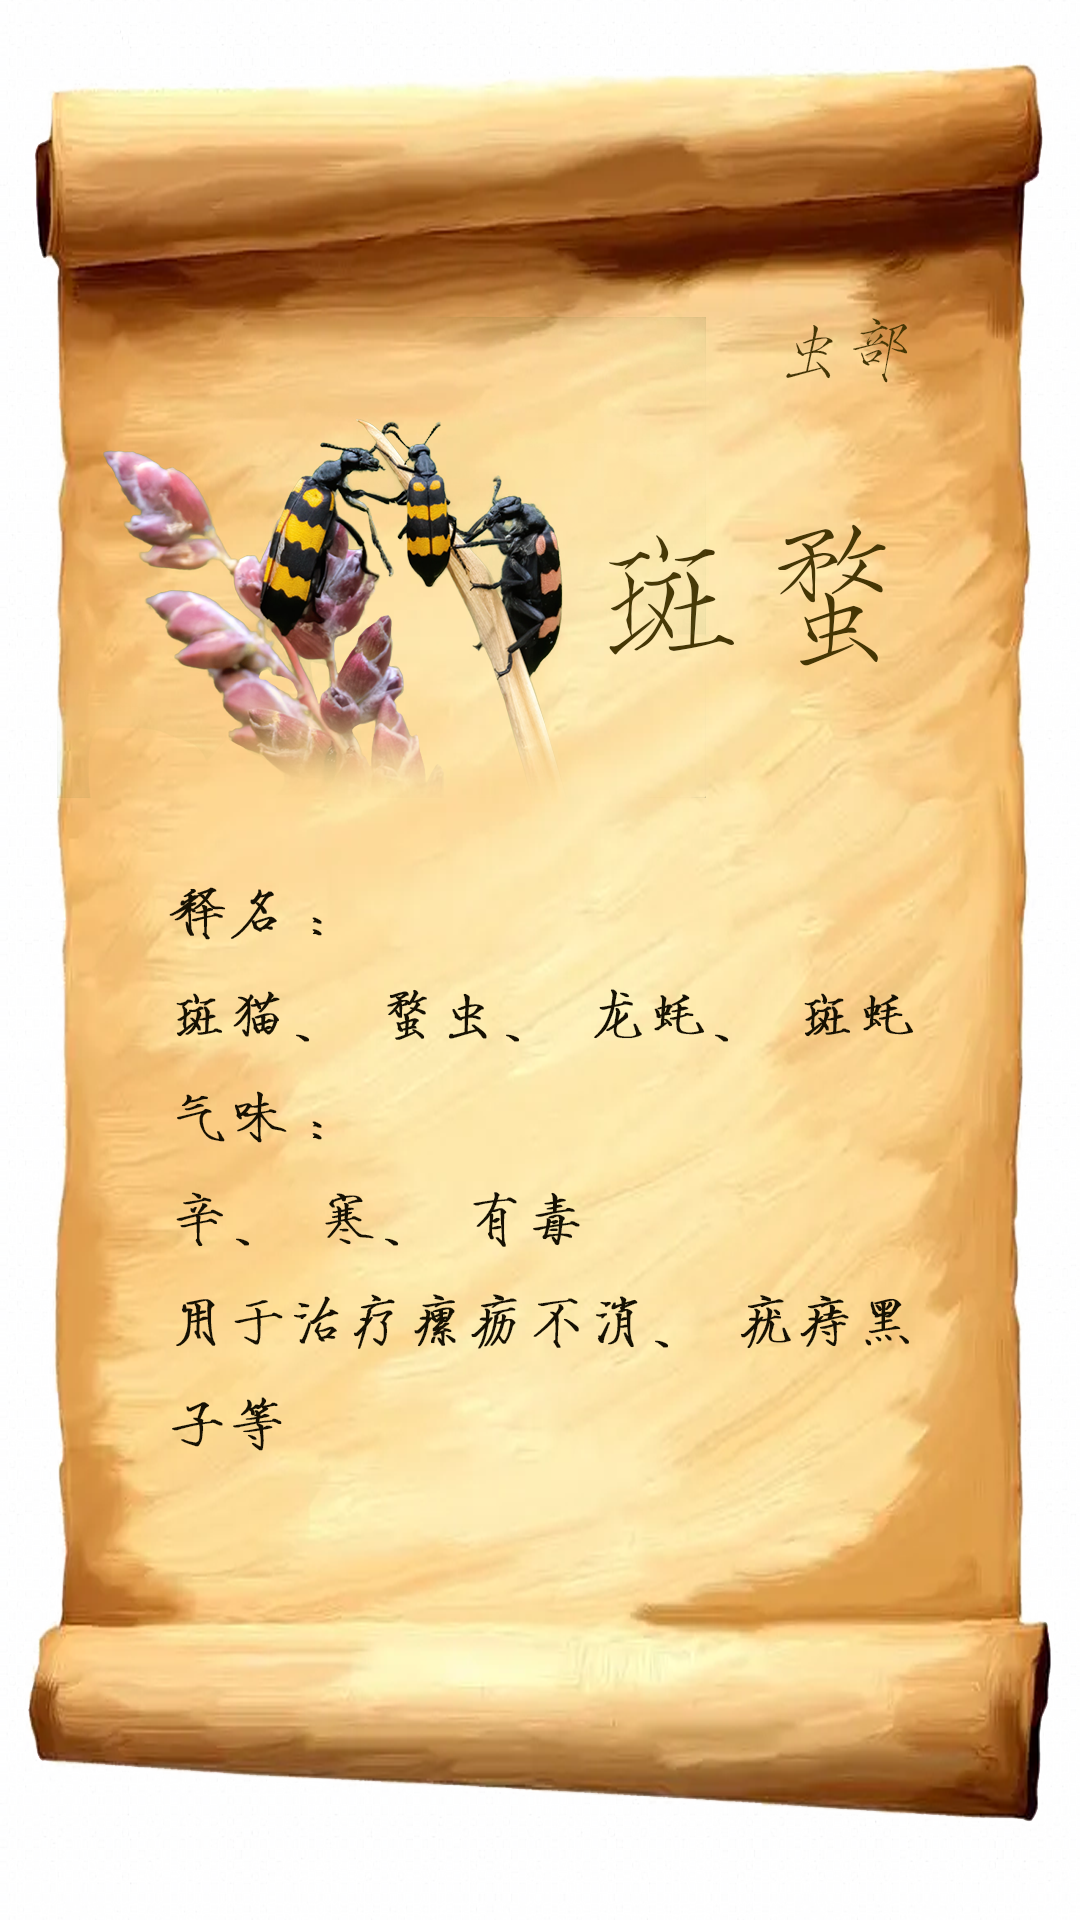 虫部
斑蝥
释名：
斑猫、 蝥虫、 龙蚝、 斑蚝
气味：
辛、 寒、 有毒
用于治疗瘰疬不消、 疣痔黑
子等